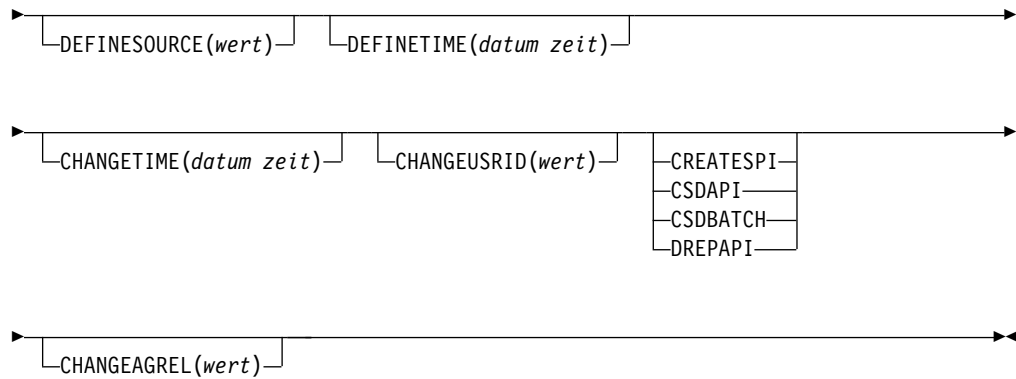 DEFINESOURCE(wert) DEFINETIME(datum zeit)
CHANGETIME(datum zeit) CHANGEUSRID(wert) CREATESPI
CSDAPI
CSDBATCH
DREPAPI
CHANGEAGREL(wert)